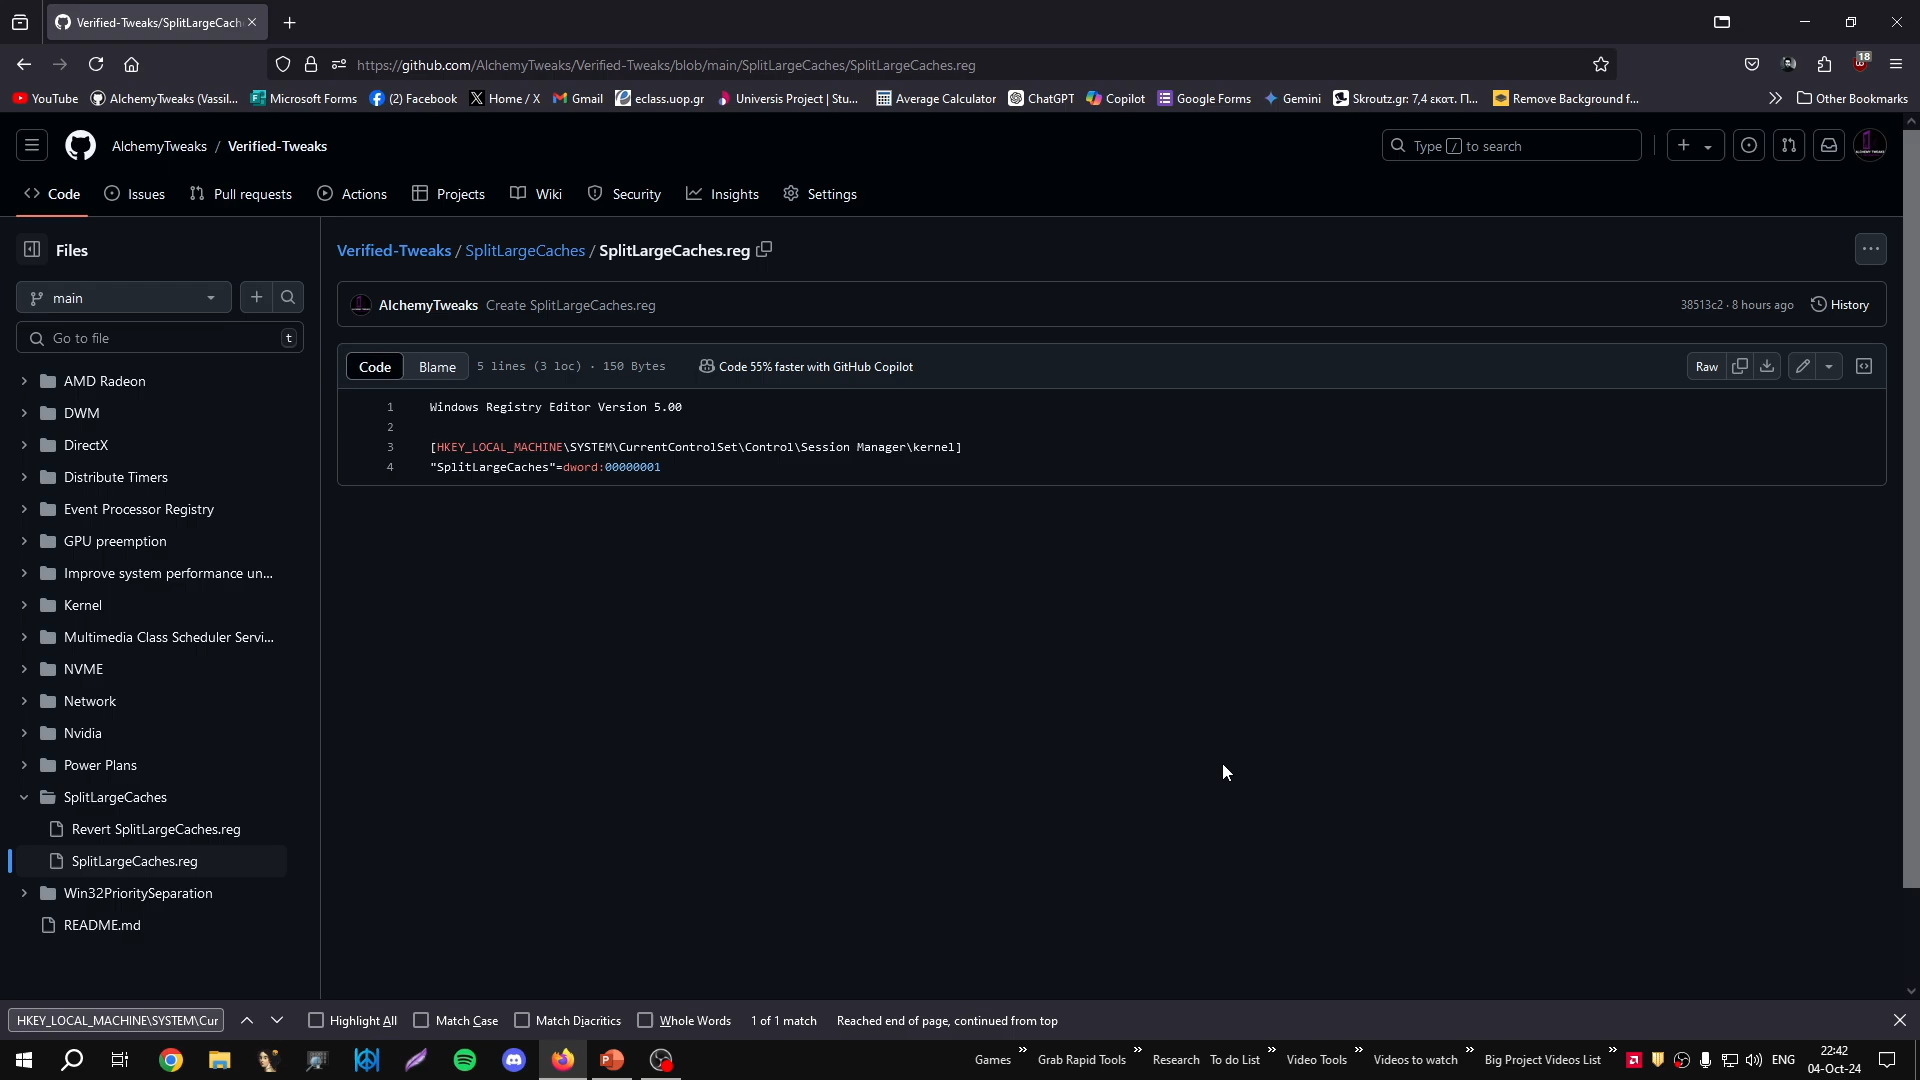 Verified-Tweaks/SplitLargeCach
https://github.com/AlchemyTweaks/Verified-Tweaks/blob/main/SplitLargeCaches/SplitLargeCaches.reg
18
YouTube
AlchemyTweaks (Vassil...
Microsoft Forms
(2) Facebook
Home / X
Gmail
eclass.uop.gr
Universis Project | Stu...
Average Calculator
ChatGPT
Copilot
Google Forms
Gemini
Skroutz.gr: 7,4 εκατ. Π...
Remove Background f...
Other Bookmarks
AlchemyTweaks / Verified-Tweaks
Type / to search
Code
Issues
Pull requests
Actions
Projects
Wiki
Security
Insights
Settings
Files
main
Go to file
t
AMD Radeon
DWM
DirectX
Distribute Timers
Event Processor Registry
GPU preemption
Improve system performance un...
Kernel
Multimedia Class Scheduler Servi...
NVME
Network
Nvidia
Power Plans
SplitLargeCaches
Revert SplitLargeCaches.reg
SplitLargeCaches.reg
Win32PrioritySeparation
README.md
Verified-Tweaks / SplitLargeCaches / SplitLargeCaches.reg
AlchemyTweaks Create SplitLargeCaches.reg
38513c2 · 8 hours ago
History
Code
Blame
5 lines (3 loc) · 150 Bytes
Code 55% faster with GitHub Copilot
Raw
1 Windows Registry Editor Version 5.00
2
3 [HKEY_LOCAL_MACHINE\SYSTEM\CurrentControlSet\Control\Session Manager\kernel]
4 "SplitLargeCaches"=dword:00000001
HKEY_LOCAL_MACHINE\SYSTEM\Cur
Highlight All
Match Case
Match Diacritics
Whole Words
1 of 1 match
Reached end of page, continued from top
Games
Grab Rapid Tools
Research
To do List
Video Tools
Videos to watch
Big Project Videos List
ENG
22:42
04-Oct-24